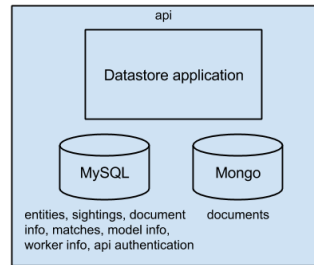 api
Datastore application
MySQL
Mongo
entities, sightings, document
info, matches, model info,
worker info, api authentication
documents